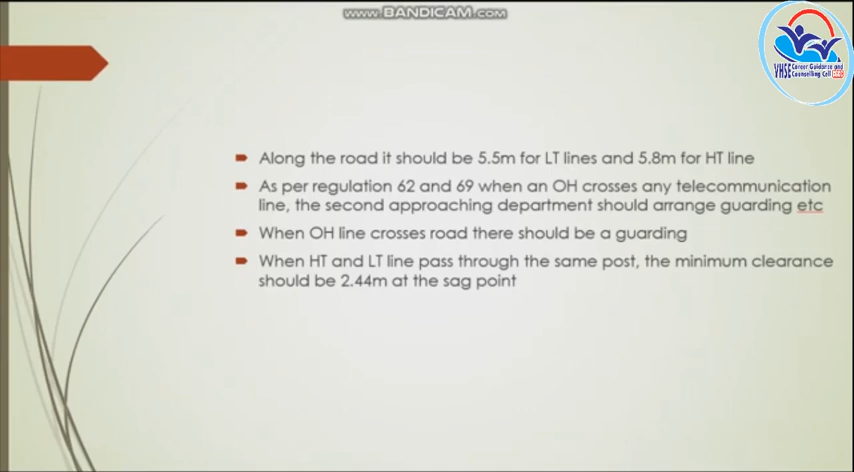 www.BANDICAM.com
VHSE Career Guidance and
Counselling Cell
Along the road it should be 5.5m for LT lines and 5.8m for HT line
As per regulation 62 and 69 when an OH crosses any telecommunication
line, the second approaching department should arrange guarding etc
When OH line crosses road there should be a guarding
When HT and LT line pass through the same post, the minimum clearance
should be 2.44m at the sag point